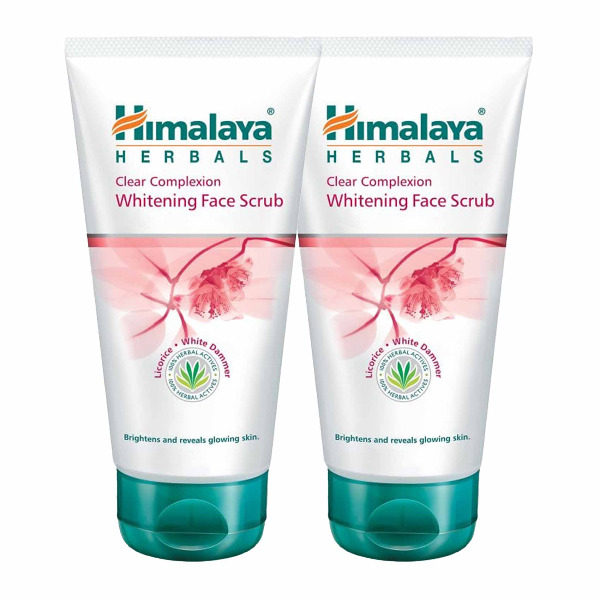 Himalaya®
HERBALS
Clear Complexion
Whitening Face Scrub
Licorice • White Dammer
100% HERBAL ACTIVES
100% HERBAL ACTIVES
Brightens and reveals glowing skin.
Himalaya®
HERBALS
Clear Complexion
Whitening Face Scrub
Licorice • White Dammer
100% HERBAL ACTIVES
100% HERBAL ACTIVES
Brightens and reveals glowing skin.